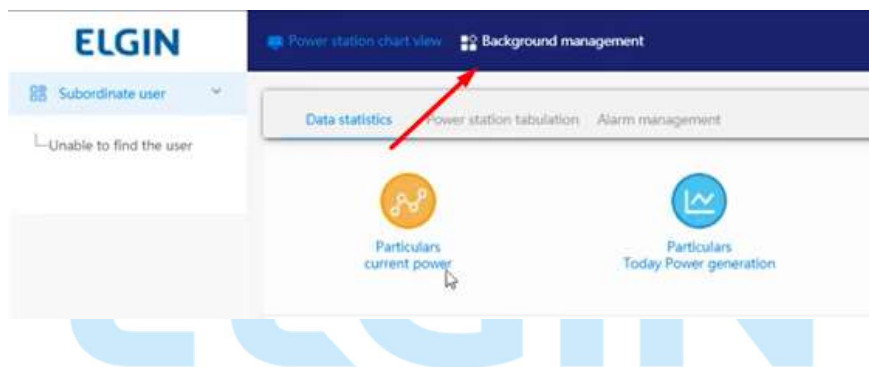 ELGIN
Power station chart view
Background management
Subordinate user
Unable to find the user
Data statistics
Power station tabulation
Alarm management
Particulars
current power
Particulars
Today Power generation
ELGIN